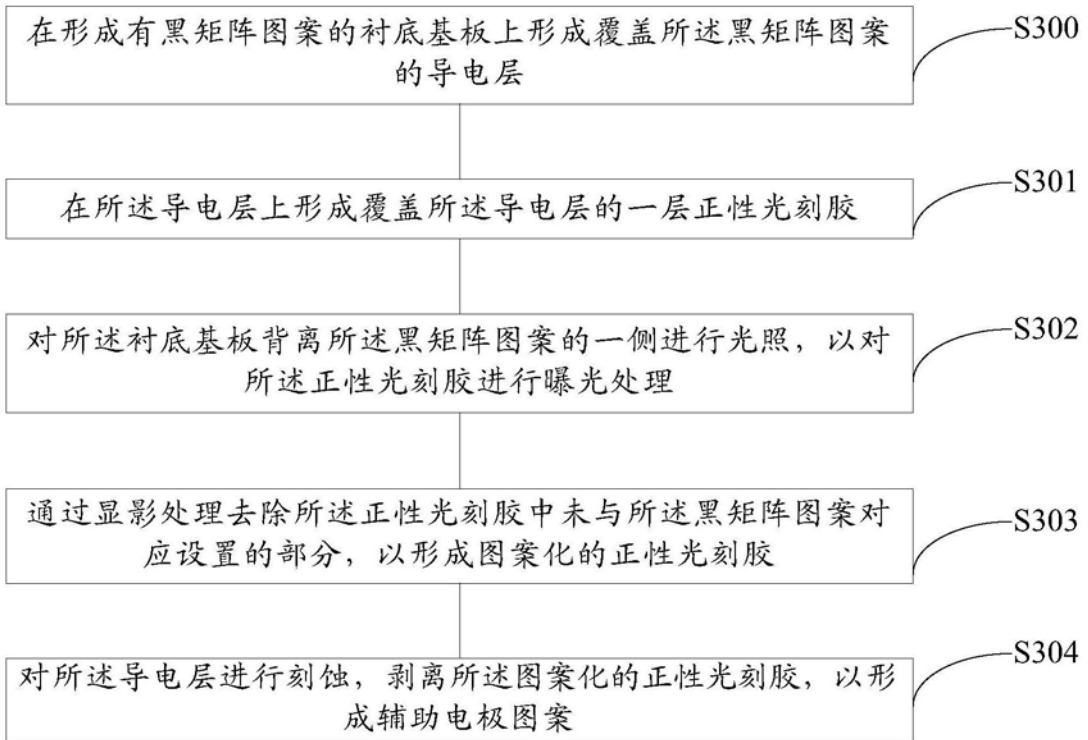 在形成有黑矩阵图案的衬底基板上形成覆盖所述黑矩阵图案
的导电层
S300
在所述导电层上形成覆盖所述导电层的一层正性光刻胶
S301
对所述衬底基板背离所述黑矩阵图案的一侧进行光照，以对
所述正性光刻胶进行曝光处理
S302
通过显影处理去除所述正性光刻胶中未与所述黑矩阵图案对
应设置的部分，以形成图案化的正性光刻胶
S303
对所述导电层进行刻蚀，剥离所述图案化的正性光刻胶，以形
成辅助电极图案
S304